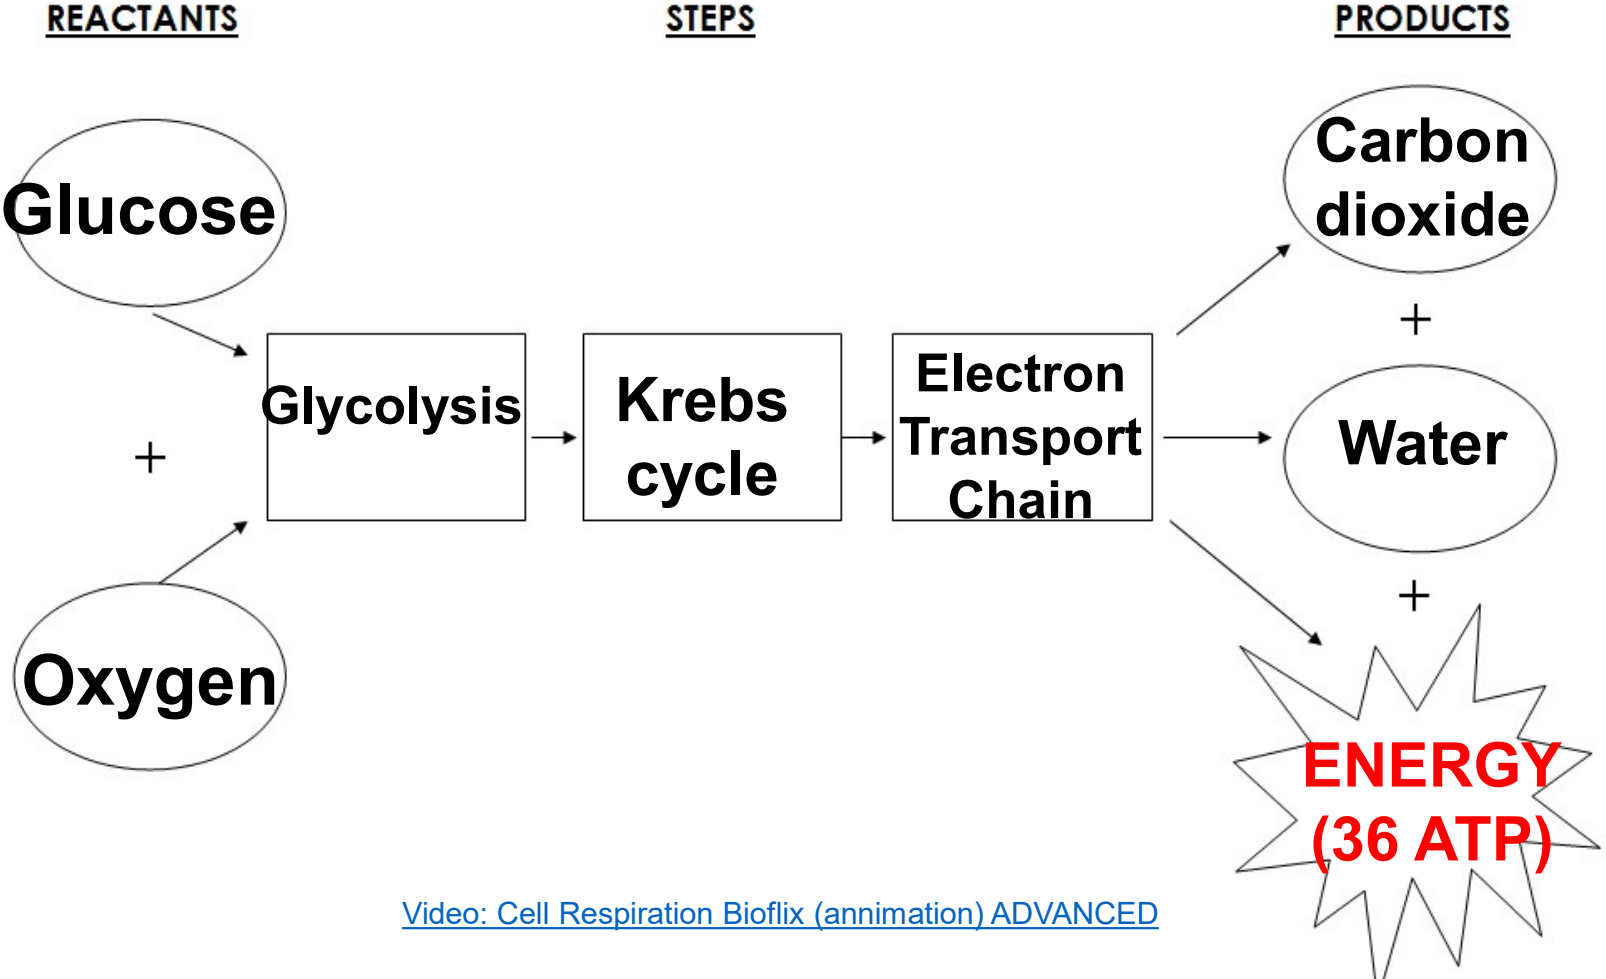 REACTANTS
STEPS
PRODUCTS
Glucose
+
Oxygen
Glycolysis
Krebs
cycle
Electron
Transport
Chain
Carbon
dioxide
+
Water
+
ENERGY
(36 ATP)
Video: Cell Respiration Bioflix (annimation) ADVANCED